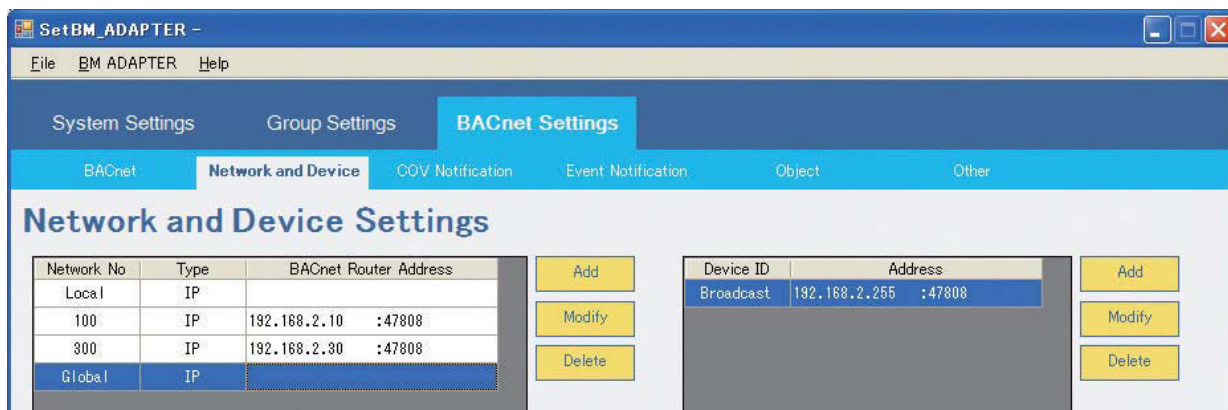 SetBM_ADAPTER -
File BM ADAPTER Help
System Settings Group Settings BACnet Settings
BACnet Network and Device COV Notification Event Notification Object Other
Network and Device Settings
Network No Type BACnet Router Address Add Device ID Address Add
Local IP Broadcast 192.168.2.255 :47808
100 IP 192.168.2.10 :47808 Modify Modify
300 IP 192.168.2.30 :47808
Delete Delete
Global IP